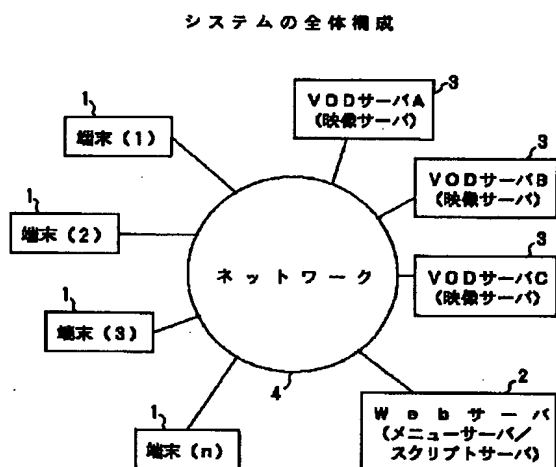 システムの全体構成
1
端末(1)
3
VODサーバA
(映像サーバ)
1
端末(2)
3
VODサーバB
(映像サーバ)
ネットワーク
3
VODサーバC
(映像サーバ)
1
端末(3)
4
1
端末(n)
2
Webサーバ
(メニューサーバ/
スクリプトサーバ)